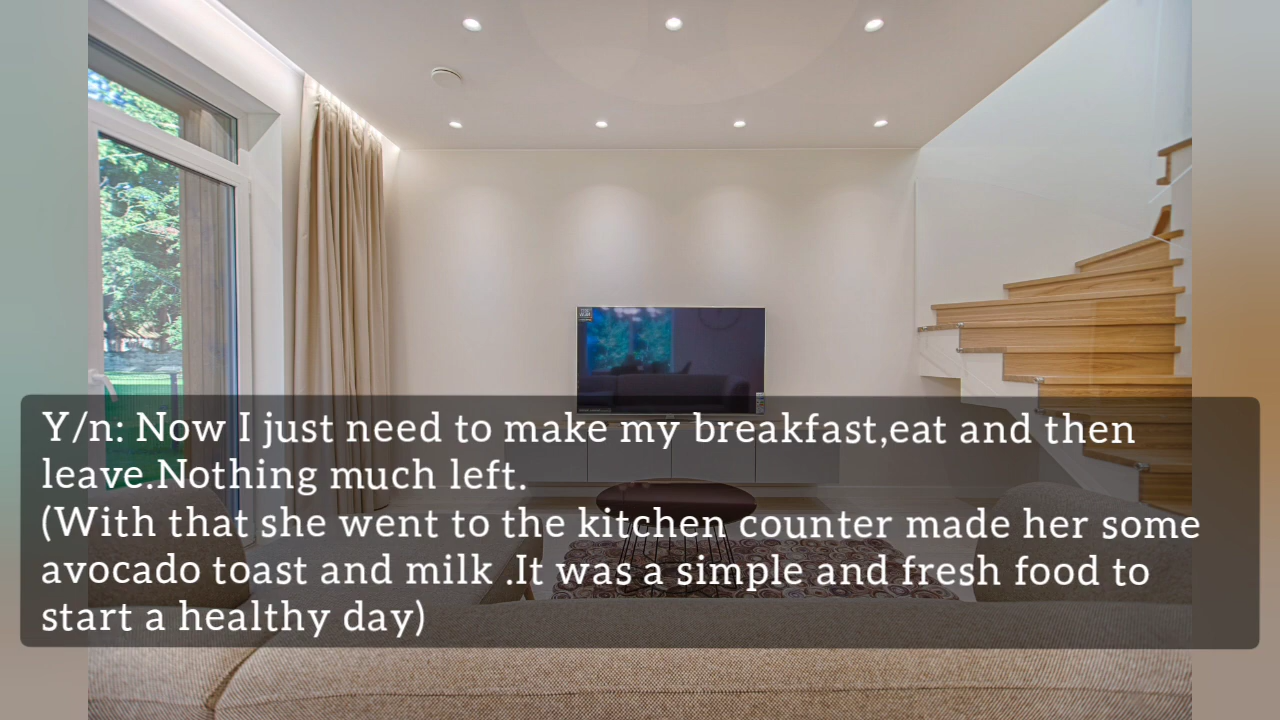 Y/n: Now I just need to make my breakfast,eat and then
leave.Nothing much left.
(With that she went to the kitchen counter made her some
avocado toast and milk .It was a simple and fresh food to
start a healthy day)